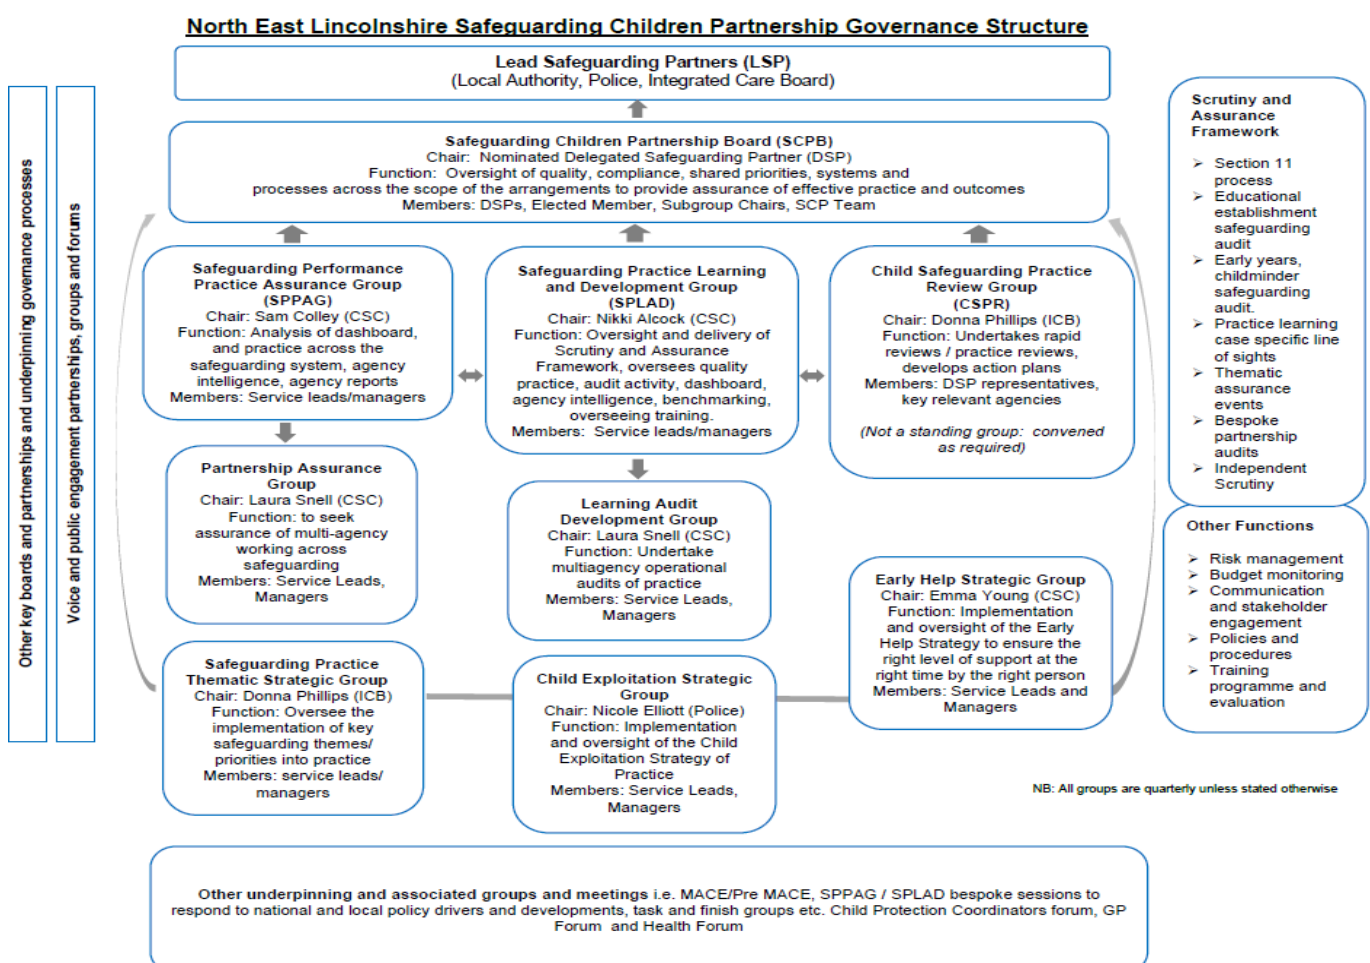 North East Lincolnshire Safeguarding Children Partnership Governance Structure
Lead Safeguarding Partners (LSP)
(Local Authority, Police, Integrated Care Board)
Safeguarding Children Partnership Board (SCPB)
Chair: Nominated Delegated Safeguarding Partner (DSP)
Function: Oversight of quality, compliance, shared priorities, systems and
processes across the scope of the arrangements to provide assurance of effective practice and outcomes
Members: DSPs, Elected Member, Subgroup Chairs, SCP Team
Other key boards and partnerships and underpinning governance processes
Voice and public engagement partnerships, groups and forums
Safeguarding Performance
Practice Assurance Group
(SPPAG)
Chair: Sam Colley (CSC)
Function: Analysis of dashboard,
and practice across the
safeguarding system, agency
intelligence, agency reports
Members: Service leads/managers
Safeguarding Practice Learning
and Development Group
(SPLAD)
Chair: Nikki Alcock (CSC)
Function: Oversight and delivery of
Scrutiny and Assurance
Framework, oversees quality
practice, audit activity, dashboard,
agency intelligence, benchmarking,
overseeing training.
Members: Service leads/managers
Child Safeguarding Practice
Review Group
(CSPR)
Chair: Donna Phillips (ICB)
Function: Undertakes rapid
reviews / practice reviews,
develops action plans
Members: DSP representatives,
key relevant agencies
(Not a standing group: convened
as required)
Partnership Assurance
Group
Chair: Laura Snell (CSC)
Function: to seek
assurance of multi-agency
working across
safeguarding
Members: Service Leads,
Managers
Learning Audit
Development Group
Chair: Laura Snell (CSC)
Function: Undertake
multiagency operational
audits of practice
Members: Service Leads,
Managers
Early Help Strategic Group
Chair: Emma Young (CSC)
Function: Implementation
and oversight of the Early
Help Strategy to ensure the
right level of support at the
right time by the right person
Members: Service Leads and
Managers
Safeguarding Practice
Thematic Strategic Group
Chair: Donna Phillips (ICB)
Function: Oversee the
implementation of key
safeguarding themes/
priorities into practice
Members: service leads/
managers
Child Exploitation Strategic
Group
Chair: Nicole Elliott (Police)
Function: Implementation
and oversight of the Child
Exploitation Strategy of
Practice
Members: Service Leads,
Managers
Scrutiny and
Assurance
Framework
➢ Section 11
process
➢ Educational
establishment
safeguarding
audit
➢ Early years,
childminder
safeguarding
audit.
➢ Practice learning
case specific line
of sights
➢ Thematic
assurance
events
➢ Bespoke
partnership
audits
➢ Independent
Scrutiny
Other Functions
➢ Risk management
➢ Budget monitoring
➢ Communication
and stakeholder
engagement
➢ Policies and
procedures
➢ Training
programme and
evaluation
NB: All groups are quarterly unless stated otherwise
Other underpinning and associated groups and meetings i.e. MACE/Pre MACE, SPPAG / SPLAD bespoke sessions to
respond to national and local policy drivers and developments, task and finish groups etc. Child Protection Coordinators forum, GP
Forum and Health Forum